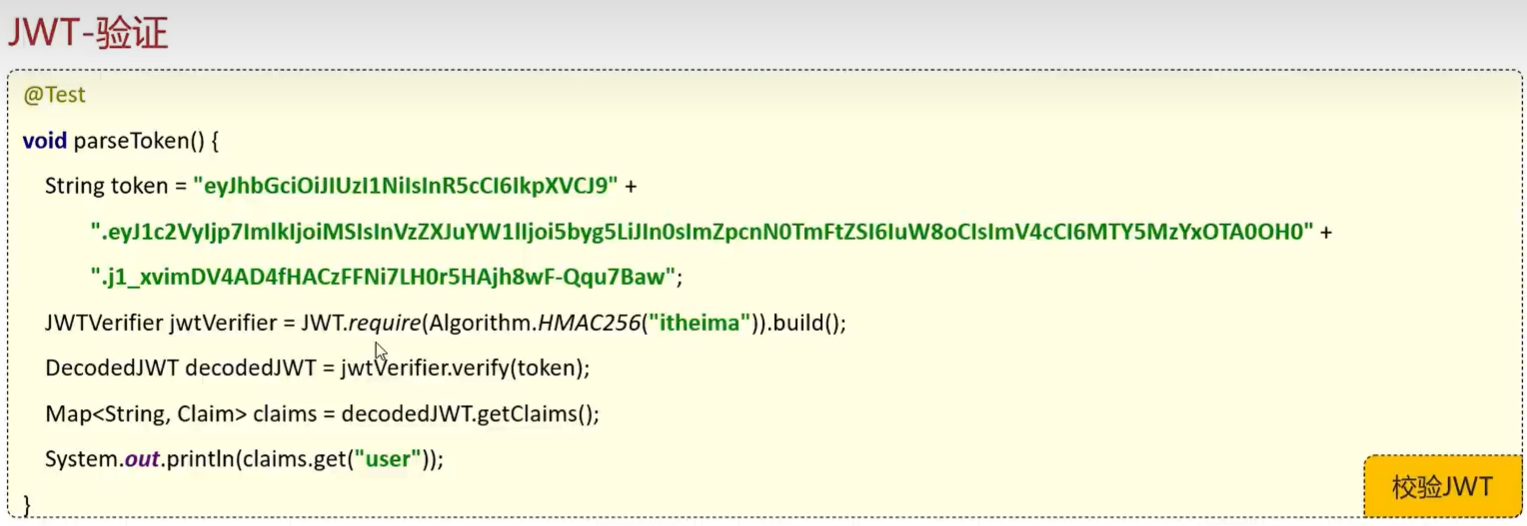 JWT-验证
@Test
void parseToken() {
String token = "eyJhbGciOiJIUzI1NiIsInR5cCI6IkpXVCJ9" +
".eyJ1c2VyIjp7ImlkIjoiMSIsInVzZXJuYW1lIjoi5byg5LiJIn0sImZpcnN0TmFtZSI6IuW8oCIsImV4cCI6MTY5MzYxOTA0OH0" +
".j1_xvimDV4AD4fHACzFFNi7LH0r5HAjh8wF-Qqu7Baw";
JWTVerifier jwtVerifier = JWT.require(Algorithm.HMAC256("itheima")).build();
DecodedJWT decodedJWT = jwtVerifier.verify(token);
Map<String, Claim> claims = decodedJWT.getClaims();
System.out.println(claims.get("user"));
}
校验JWT